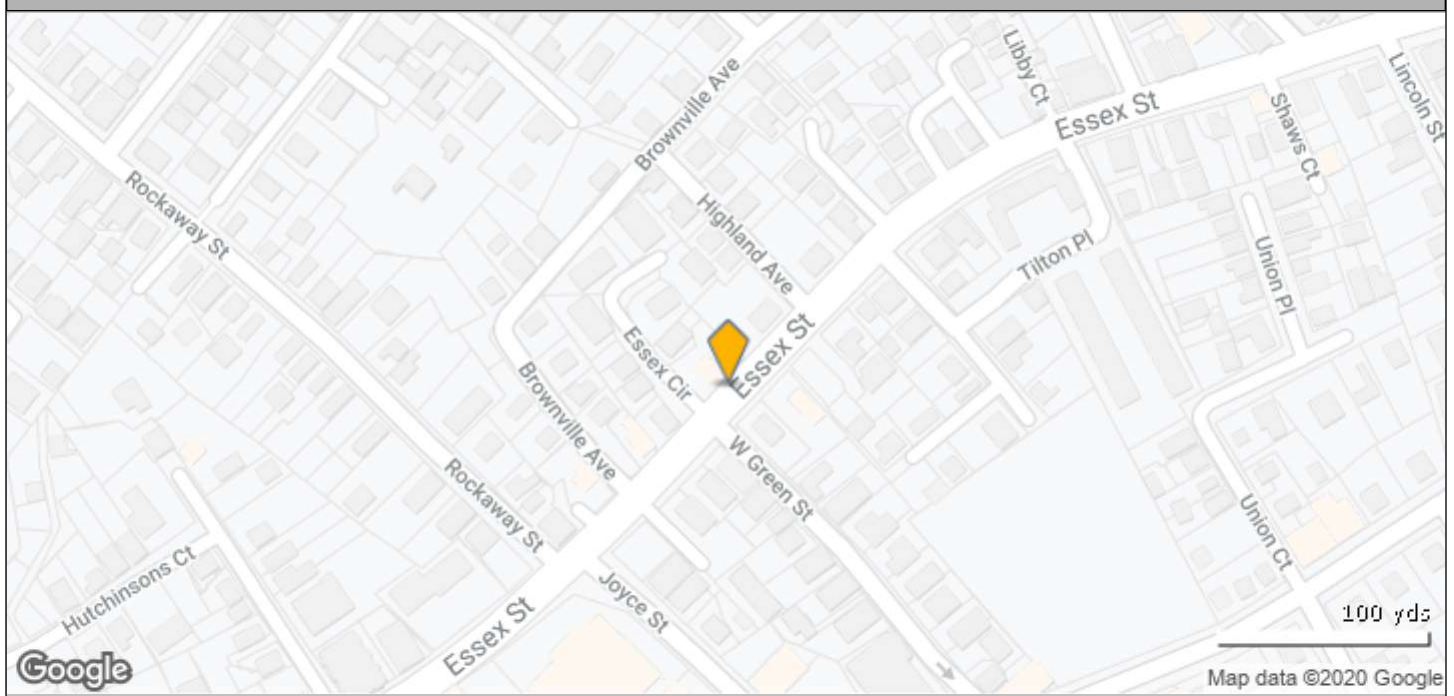 Libby Ct
Lincoln St
Brownville Ave
Essex St
Shaws Ct
Rockaway St
Highland Ave
Tilton Pl
Union Pl
Essex Cir
Essex St
Brownville Ave
W Green St
Rockaway St
Union Ct
Hutchinsons Ct
Joyce St
Essex St
100 yds
Google
Map data ©2020 Google